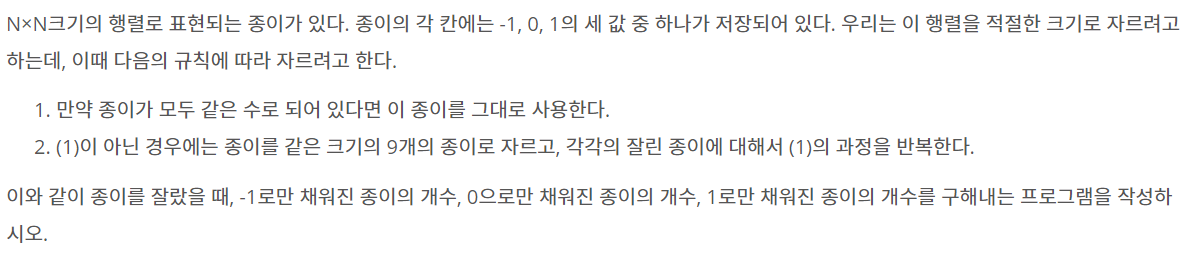 N×N크기의 행렬로 표현되는 종이가 있다. 종이의 각 칸에는 -1, 0, 1의 세 값 중 하나가 저장되어 있다. 우리는 이 행렬을 적절한 크기로 자르려고
하는데, 이때 다음의 규칙에 따라 자르려고 한다.
1. 만약 종이가 모두 같은 수로 되어 있다면 이 종이를 그대로 사용한다.
2. (1)이 아닌 경우에는 종이를 같은 크기의 9개의 종이로 자르고, 각각의 잘린 종이에 대해서 (1)의 과정을 반복한다.
이와 같이 종이를 잘랐을 때, -1로만 채워진 종이의 개수, 0으로만 채워진 종이의 개수, 1로만 채워진 종이의 개수를 구해내는 프로그램을 작성하
시오.